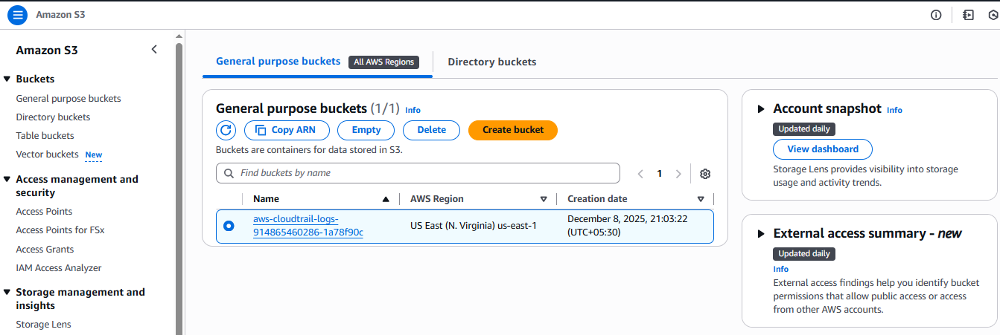 Amazon S3
Amazon S3
Buckets
General purpose buckets
Directory buckets
Table buckets
Vector buckets New
Access management and
security
Access Points
Access Points for FSx
Access Grants
IAM Access Analyzer
Storage management and
insights
Storage Lens
General purpose buckets All AWS Regions Directory buckets
General purpose buckets (1/1) Info
Copy ARN Empty Delete Create bucket
Buckets are containers for data stored in S3.
Find buckets by name
1
Name AWS Region Creation date
aws-cloudtrail-logs-
914865460286-1a78f90c
US East (N. Virginia) us-east-1
December 8, 2025, 21:03:22
(UTC+05:30)
Account snapshot Info
Updated daily
View dashboard
Storage Lens provides visibility into storage
usage and activity trends.
External access summary - new
Updated daily
Info
External access findings help you identify bucket
permissions that allow public access or access
from other AWS accounts.